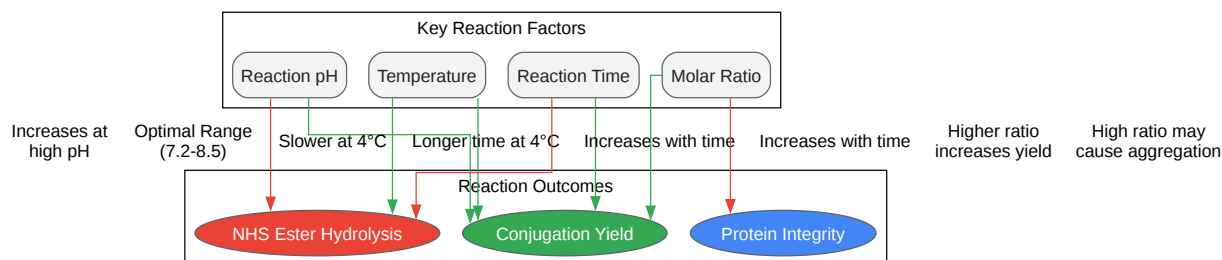 Key Reaction Factors
Reaction pH
Temperature
Reaction Time
Molar Ratio
Increases at
high pH
Optimal Range
(7.2-8.5)
Slower at 4°C
Longer time at 4°C
Increases with time
Increases with time
Higher ratio
increases yield
High ratio may
cause aggregation
Reaction Outcomes
NHS Ester Hydrolysis
Conjugation Yield
Protein Integrity